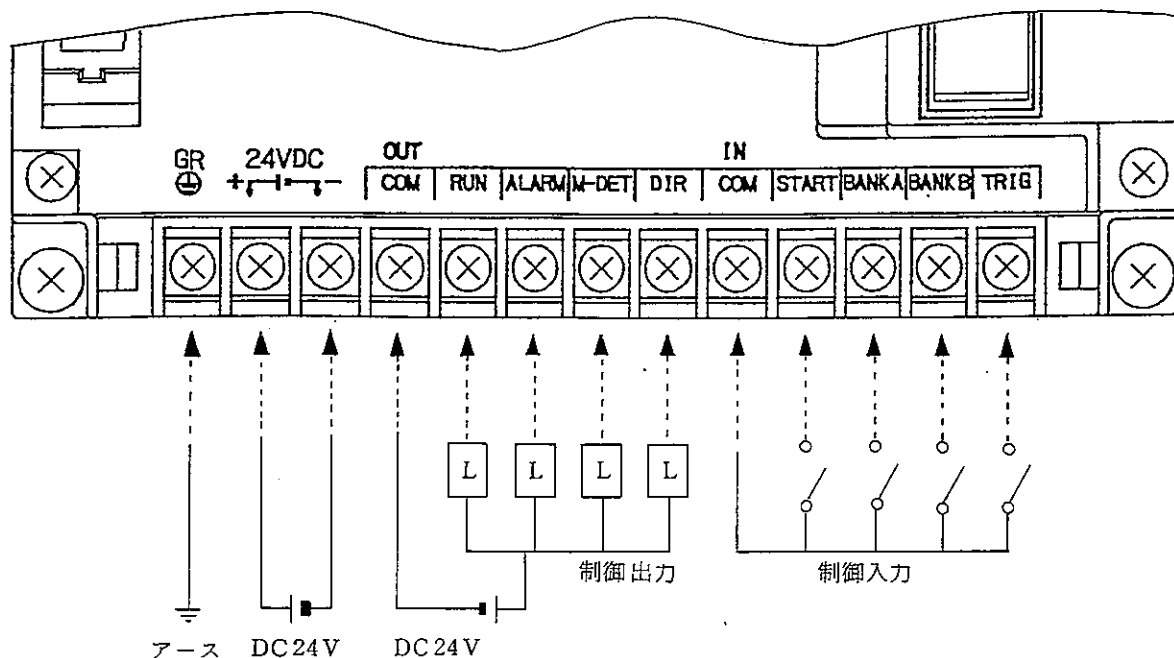 OUT IN
GR 24VDC
+ - COM RUN ALARM M-DET DIR COM START BANKA BANKB TRIG
L L L L
制御出力 制御入力
アース DC24V DC24V